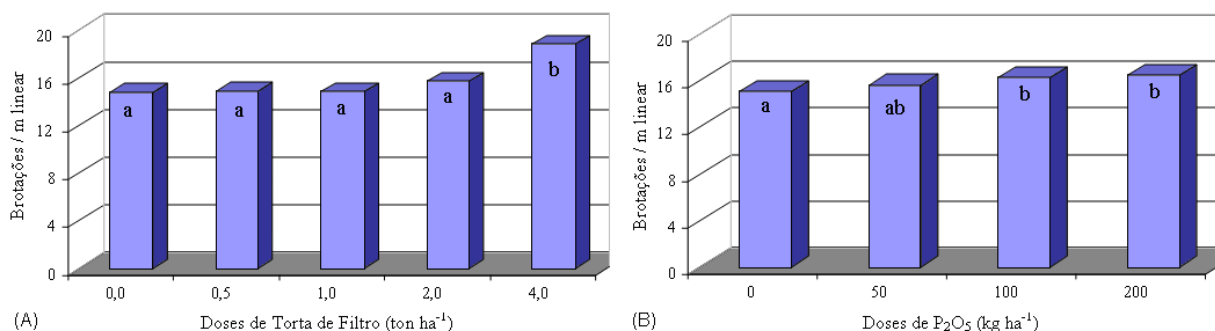 20
16
12
8
4
0
Brotações / m linear
a
a
a
a
b
0,0
0,5
1,0
2,0
4,0
Doses de Torta de Filtro (ton ha⁻¹)
(A)
20
16
12
8
4
0
Brotações / m linear
a
ab
b
b
0
50
100
200
Doses de P₂O₅ (kg ha⁻¹)
(B)